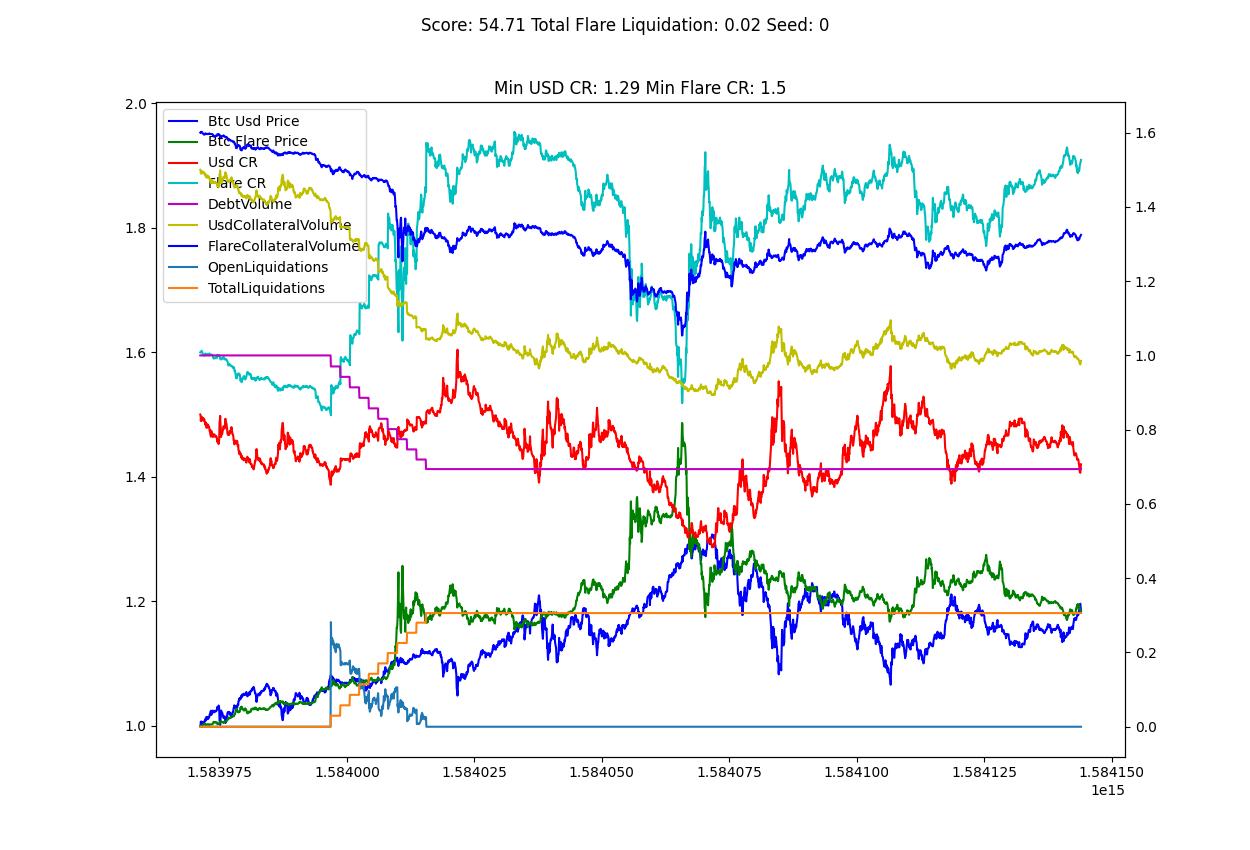 Score: 54.71 Total Flare Liquidation: 0.02 Seed: 0
Min USD CR: 1.29 Min Flare CR: 1.5
2.0
1.8
1.6
1.4
1.2
1.0
Btc Usd Price
Btc Flare Price
Usd CR
Flare CR
DebtVolume
UsdCollateralVolume
FlareCollateralVolume
OpenLiquidations
TotalLiquidations
1.6
1.4
1.2
1.0
0.8
0.6
0.4
0.2
0.0
1.583975 1.584000 1.584025 1.584050 1.584075 1.584100 1.584125 1.584150
1e15